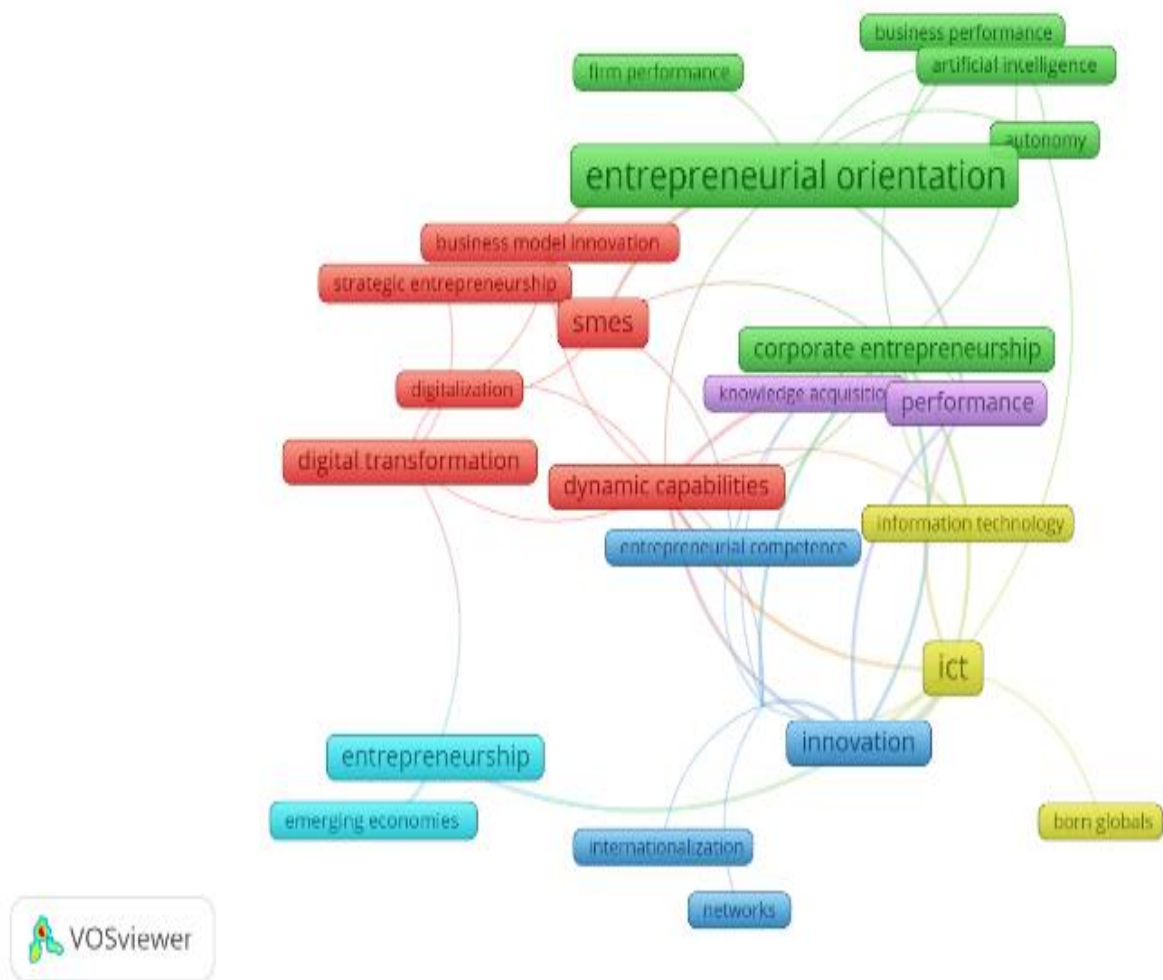 business performance
artificial intelligence
firm performance
autonomy
entrepreneurial orientation
business model innovation
strategic entrepreneurship
smes
corporate entrepreneurship
digitalization
knowledge acquisitio
performance
digital transformation
dynamic capabilities
information technology
entrepreneurial competence
ict
innovation
entrepreneurship
emerging economies
born globals
internationalization
networks
VOSviewer